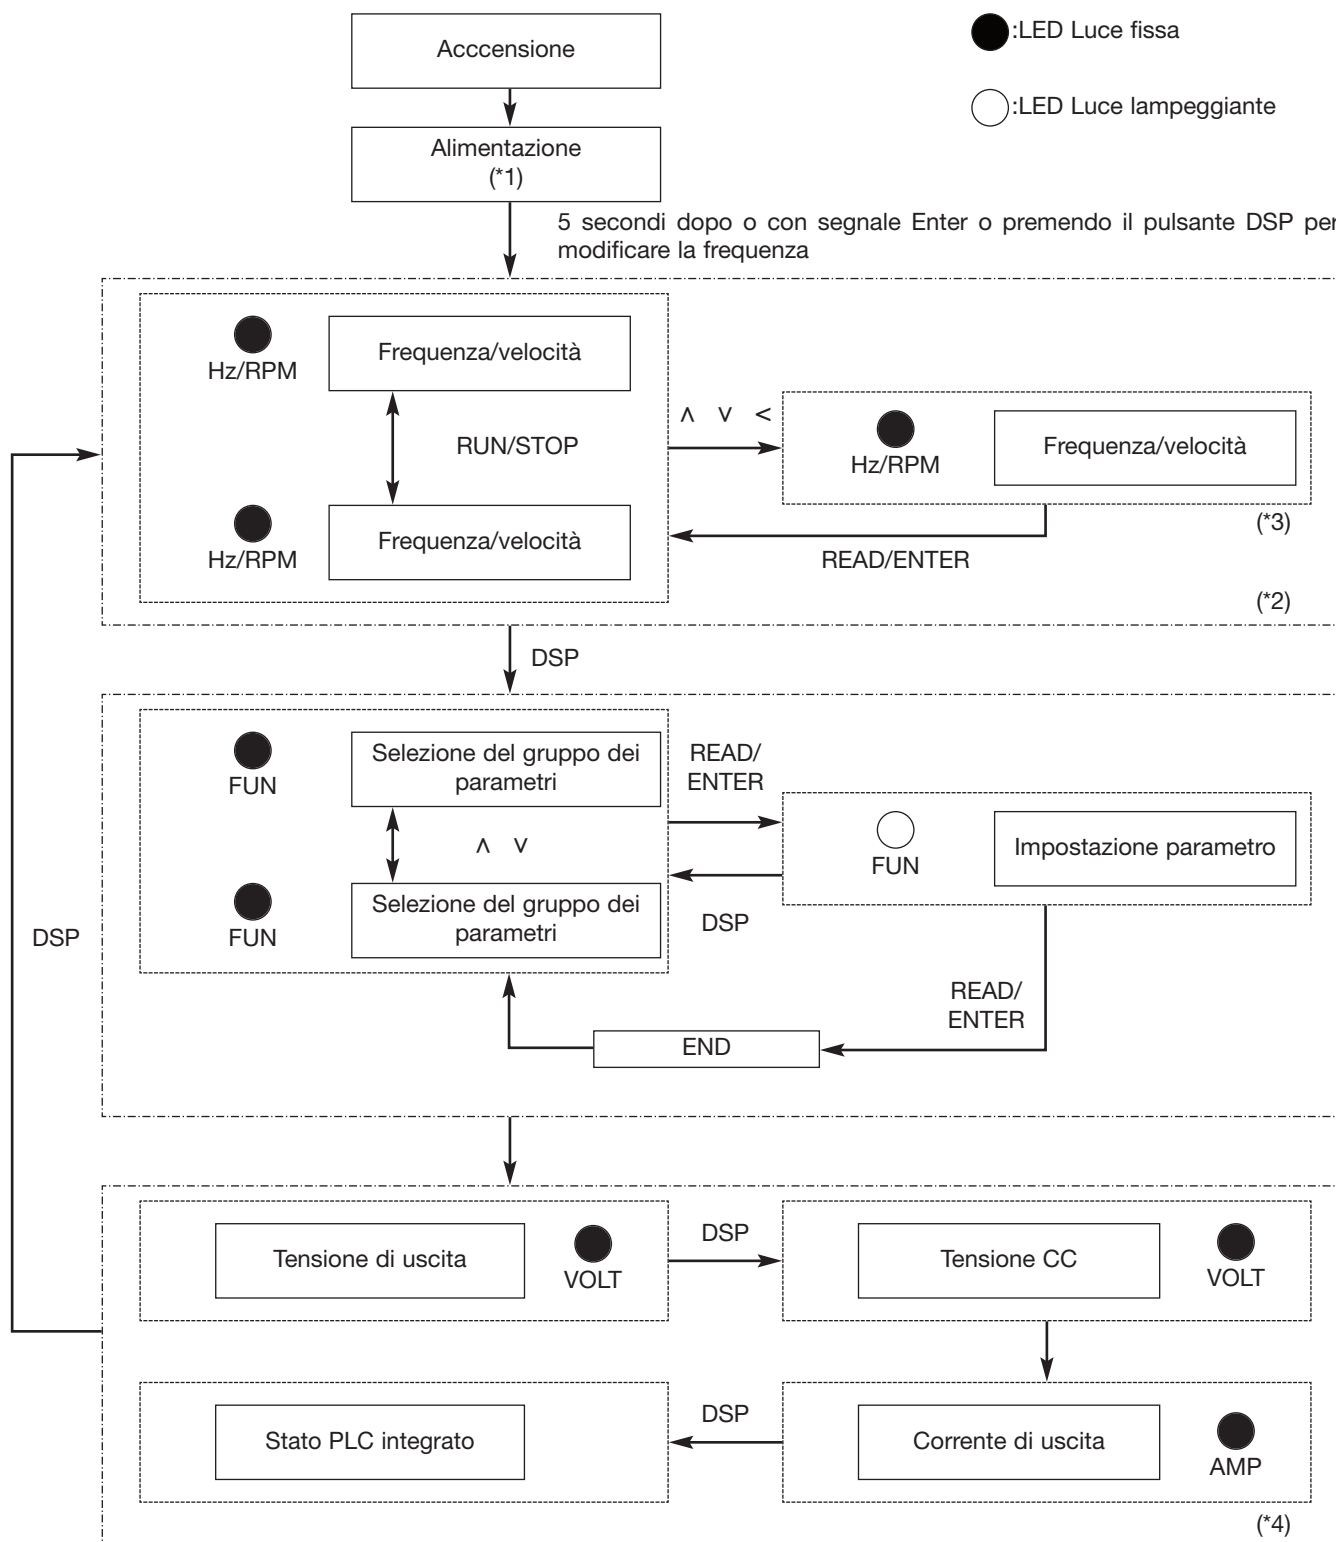 Acccensione
:LED Luce fissa
:LED Luce lampeggiante
Alimentazione
(*1)
5 secondi dopo o con segnale Enter o premendo il pulsante DSP per
modificare la frequenza
Hz/RPM
Frequenza/velocità
RUN/STOP
Hz/RPM
Frequenza/velocità
∧ ∨ <
Hz/RPM
Frequenza/velocità
(*3)
READ/ENTER
(*2)
DSP
FUN
Selezione del gruppo dei
parametri
∧ ∨
FUN
Selezione del gruppo dei
parametri
READ/
ENTER
FUN
Impostazione parametro
DSP
READ/
ENTER
END
DSP
Tensione di uscita
VOLT
DSP
Tensione CC
VOLT
Stato PLC integrato
DSP
Corrente di uscita
AMP
(*4)